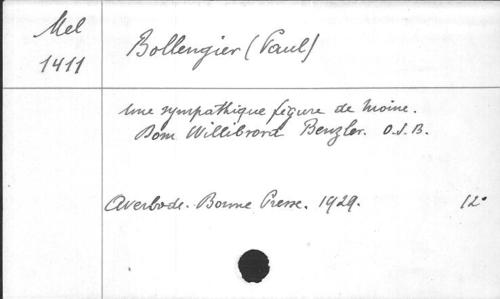 Mel
1411
Bollengier (Paul)
Une sympathique figure de moine.
Dom Willibrord Benzler. O.S.B.
Averbode. Bonne Presse. 1929. 12°